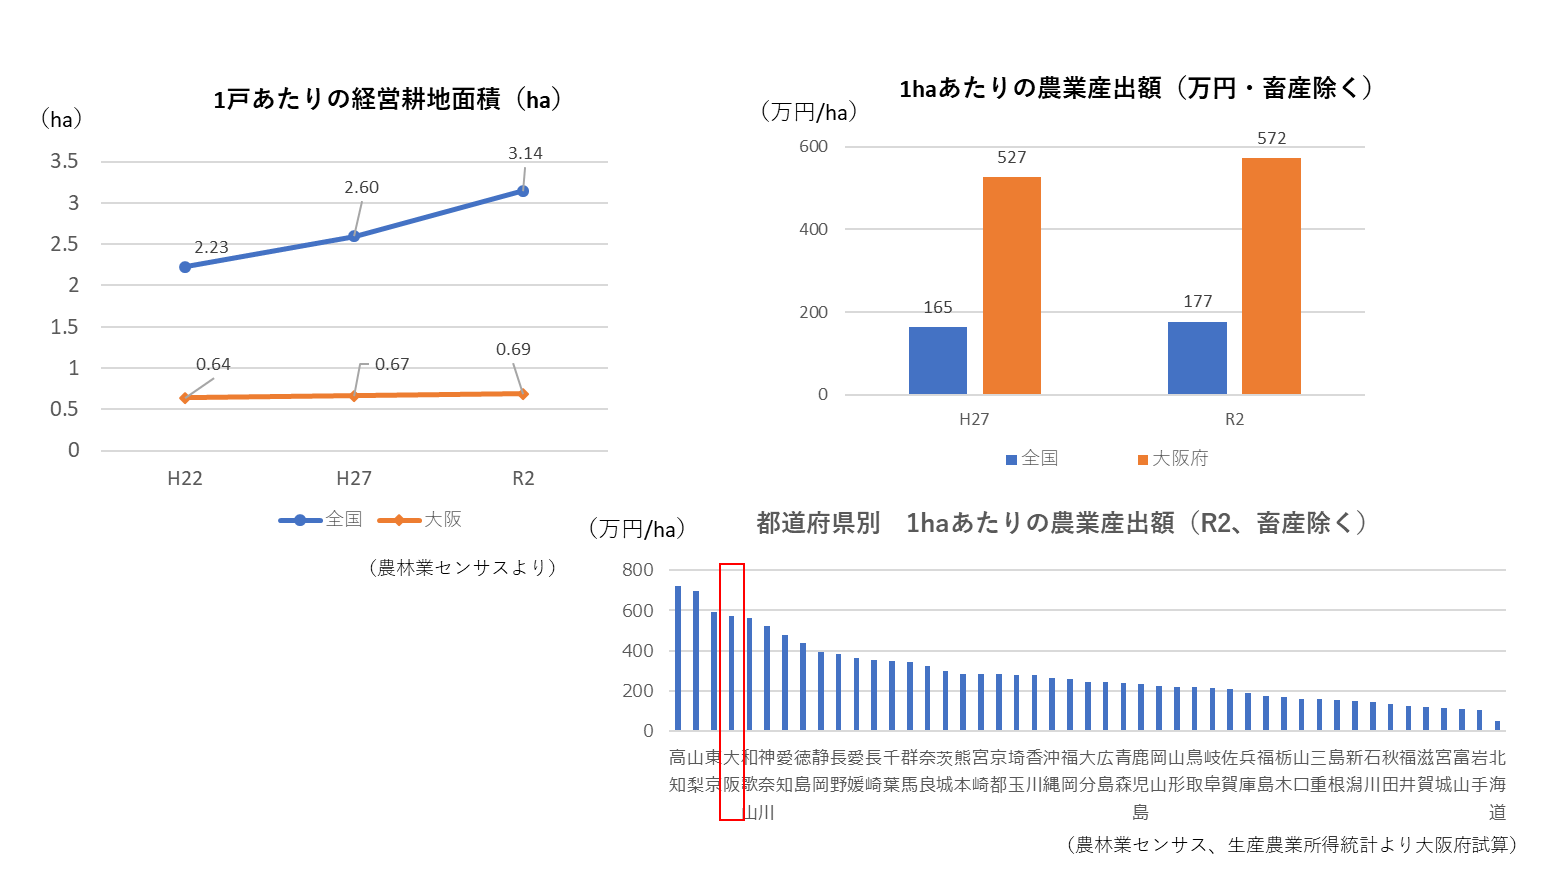 1戸あたりの経営耕地面積（ha）
（ha）
3.5
3
2.5
2
1.5
1
0.5
0
2.23
2.60
3.14
0.64
0.67
0.69
H22 H27 R2
全国 大阪
（農林業センサスより）
1haあたりの農業産出額（万円・畜産除く）
（万円/ha）
600
400
200
0
165
527
177
572
H27 R2
全国 大阪府
都道府県別　1haあたりの農業産出額（R2、畜産除く）
（万円/ha）
800
600
400
200
0
高知 山梨 東京 大阪 和歌山 神奈川 愛知 徳島 静岡 長野 愛媛 長崎 千葉 群馬 奈良 茨城 熊本 宮崎 京都 埼玉 香川 沖縄 福岡 大分 広島 青森 鹿児島 岡山 山形 鳥取 岐阜 佐賀 兵庫 福島 栃木 山口 三重 島根 新潟 石川 秋田 福井 滋賀 宮城 富山 岩手 北海道
（農林業センサス、生産農業所得統計より大阪府試算）